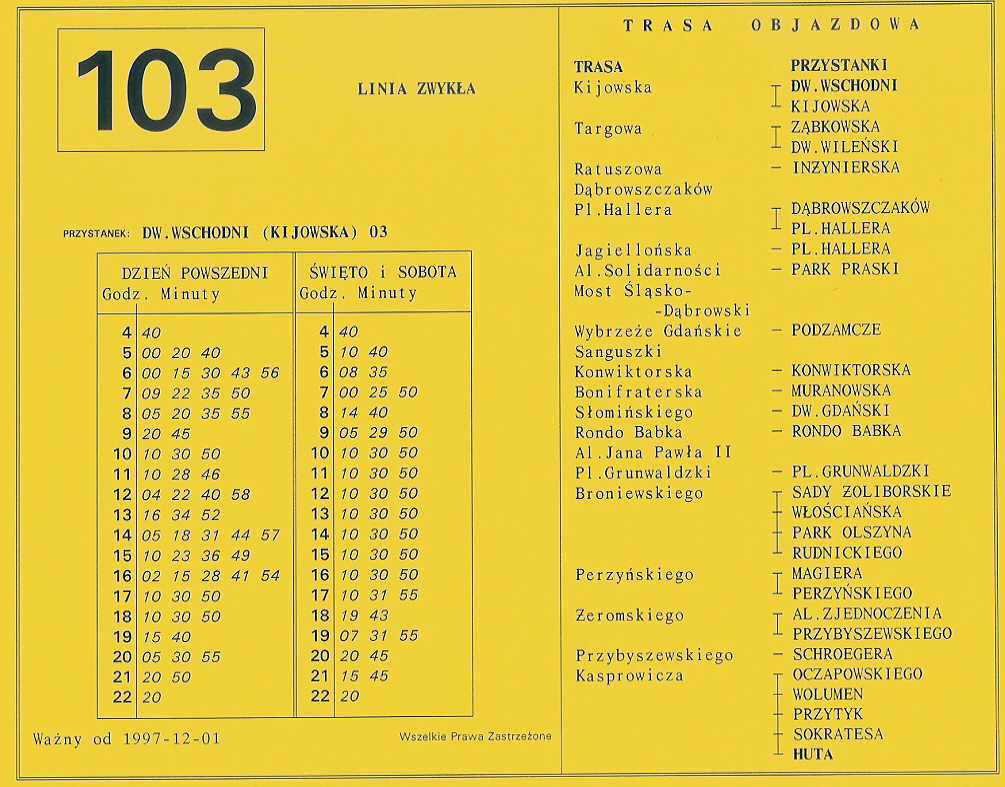 103
LINIA ZWYKŁA
PRZYSTANEK: DW.WSCHODNI (KIJOWSKA) 03
DZIEŃ POWSZEDNI
Godz. Minuty
4 40
5 00 20 40
6 00 15 30 43 56
7 09 22 35 50
8 05 20 35 55
9 20 45
10 10 30 50
11 10 28 46
12 04 22 40 58
13 16 34 52
14 05 18 31 44 57
15 10 23 36 49
16 02 15 28 41 54
17 10 30 50
18 10 30 50
19 15 40
20 05 30 55
21 20 50
22 20
ŚWIĘTO i SOBOTA
Godz. Minuty
4 40
5 10 40
6 08 35
7 00 25 50
8 14 40
9 05 29 50
10 10 30 50
11 10 30 50
12 10 30 50
13 10 30 50
14 10 30 50
15 10 30 50
16 10 30 50
17 10 31 55
18 19 43
19 07 31 55
20 20 45
21 15 45
22 20
Ważny od 1997-12-01
Wszelkie Prawa Zastrzeżone
TRASA OBJAZDOWA
TRASA PRZYSTANKI
Kijowska DW.WSCHODNI
KIJOWSKA
Targowa ZĄBKOWSKA
DW.WILEŃSKI
Ratuszowa – INŻYNIERSKA
Dąbrowszczaków
Pl.Hallera DĄBROWSZCZAKÓW
PL.HALLERA
Jagiellońska – PL.HALLERA
Al.Solidarności – PARK PRASKI
Most Śląsko-
-Dąbrowski
Wybrzeże Gdańskie – PODZAMCZE
Sanguszki
Konwiktorska – KONWIKTORSKA
Bonifraterska – MURANOWSKA
Słomińskiego – DW.GDAŃSKI
Rondo Babka – RONDO BABKA
Al.Jana Pawła II
Pl.Grunwaldzki – PL.GRUNWALDZKI
Broniewskiego SADY ŻOLIBORSKIE
WŁOŚCIAŃSKA
PARK OLSZYNA
RUDNICKIEGO
Perzyńskiego MAGIERA
PERZYŃSKIEGO
Żeromskiego AL.ZJEDNOCZENIA
PRZYBYSZEWSKIEGO
Przybyszewskiego – SCHROEGERA
Kasprowicza OCZAPOWSKIEGO
WOLUMEN
PRZYTYK
SOKRATESA
HUTA